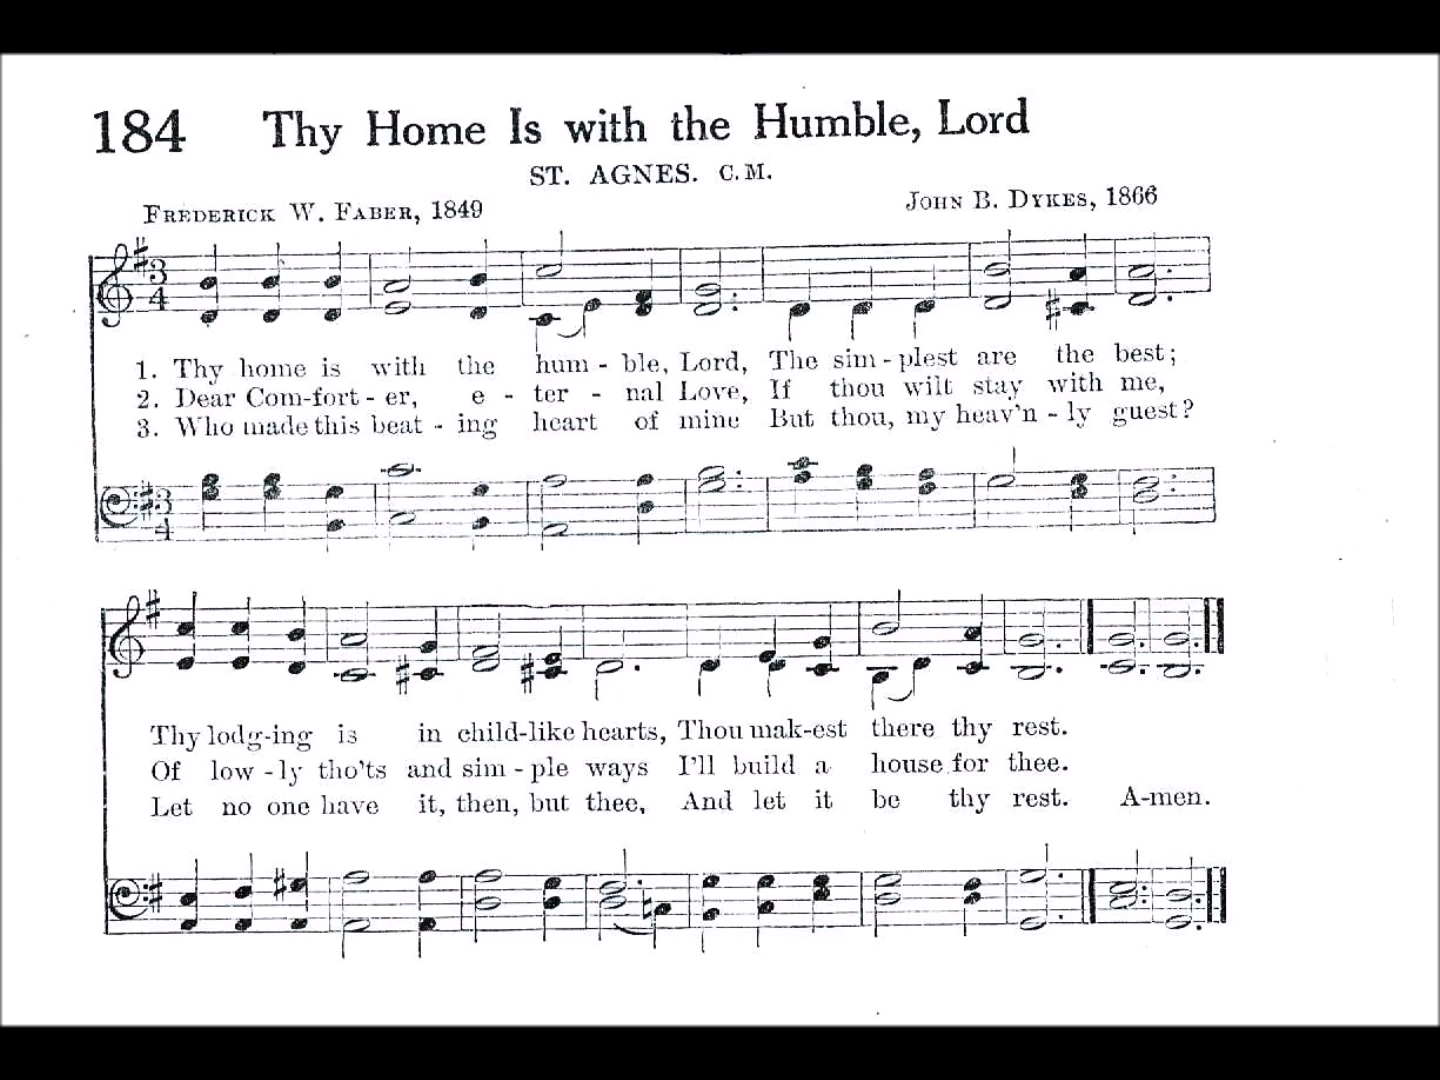 184 Thy Home Is with the Humble, Lord
ST. AGNES. C. M.
FREDERICK W. FABER, 1849
JOHN B. DYKES, 1866
3
4
1. Thy home is with the hum - ble, Lord, The sim - plest are the best;
2. Dear Com-fort - er, e - ter - nal Love, If thou wilt stay with me,
3. Who made this beat - ing heart of mine But thou, my heav'n - ly guest?
3
4
Thy lodg-ing is in child-like hearts, Thou mak-est there thy rest.
Of low - ly tho'ts and sim - ple ways I'll build a house for thee.
Let no one have it, then, but thee, And let it be thy rest. A-men.